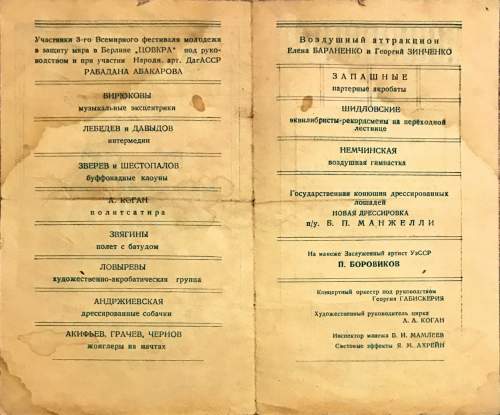 Участники 3-го Всемирного фестиваля молодежи
в защиту мира в Берлине „ЦОВКРА" под руко-
водством и при участии Народн. арт. ДагАССР
РАБАДАНА АБАКАРОВА
БИРЮКОВЫ
музыкальные эксцентрики
ЛЕБЕДЕВ и ДАВЫДОВ
интермедии
ЗВЕРЕВ и ШЕСТОПАЛОВ
буффонадные клоуны
А. КОГАН
политсатира
ЗВЯГИНЫ
полет с батудом
ЛОВЫРЕВЫ
художественно-акробатическая группа
АНДРЖИЕВСКАЯ
дрессированные собачки
АКИФЬЕВ, ГРАЧЕВ, ЧЕРНОВ
жонглеры на мачтах
Воздушный аттракцион
Елена БАРАНЕНКО и Георгий ЗИНЧЕНКО
ЗАПАШНЫЕ
партерные акробаты
ШИДЛОВСКИЕ
эквилибристы-рекордсмены на переходной
лестнице
НЕМЧИНСКАЯ
воздушная гимнастка
Государственная конюшня дрессированных
лошадей
НОВАЯ ДРЕССИРОВКА
п/у. Б. П. МАНЖЕЛЛИ
На манеже Заслуженный артист УзССР
П. БОРОВИКОВ
Концертный оркестр под руководством
Георгия ГАБИСКЕРИЯ
Художественный руководитель цирка
А. А. КОГАН
Инспектор манежа В. И. МАМЛЕЕВ
Световые эффекты Я. М. АХРЕЙН